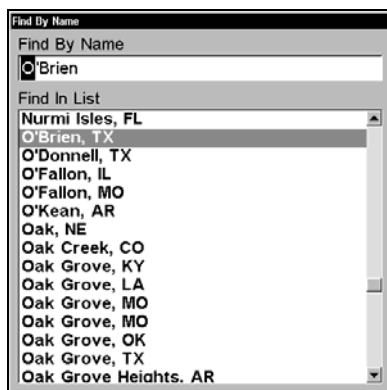 Find By Name
Find By Name
O'Brien
Find In List
Nurmi Isles, FL
O'Brien, TX
O'Donnell, TX
O'Fallon, IL
O'Fallon, MO
O'Kean, AR
Oak, NE
Oak Creek, CO
Oak Grove, KY
Oak Grove, LA
Oak Grove, MO
Oak Grove, MO
Oak Grove, OK
Oak Grove, TX
Oak Grove Heights, AR